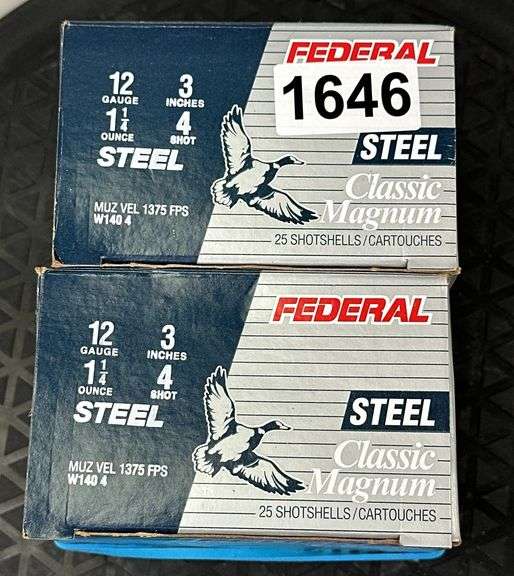 FEDERAL
1646
12 GAUGE 3 INCHES
1 1/4 OUNCE 4 SHOT
STEEL
STEEL
Classic
Magnum
MUZ VEL 1375 FPS
W140 4
25 SHOTSHELLS/CARTOUCHES
FEDERAL
12 GAUGE 3 INCHES
1 1/4 OUNCE 4 SHOT
STEEL
STEEL
Classic
Magnum
MUZ VEL 1375 FPS
W140 4
25 SHOTSHELLS/CARTOUCHES